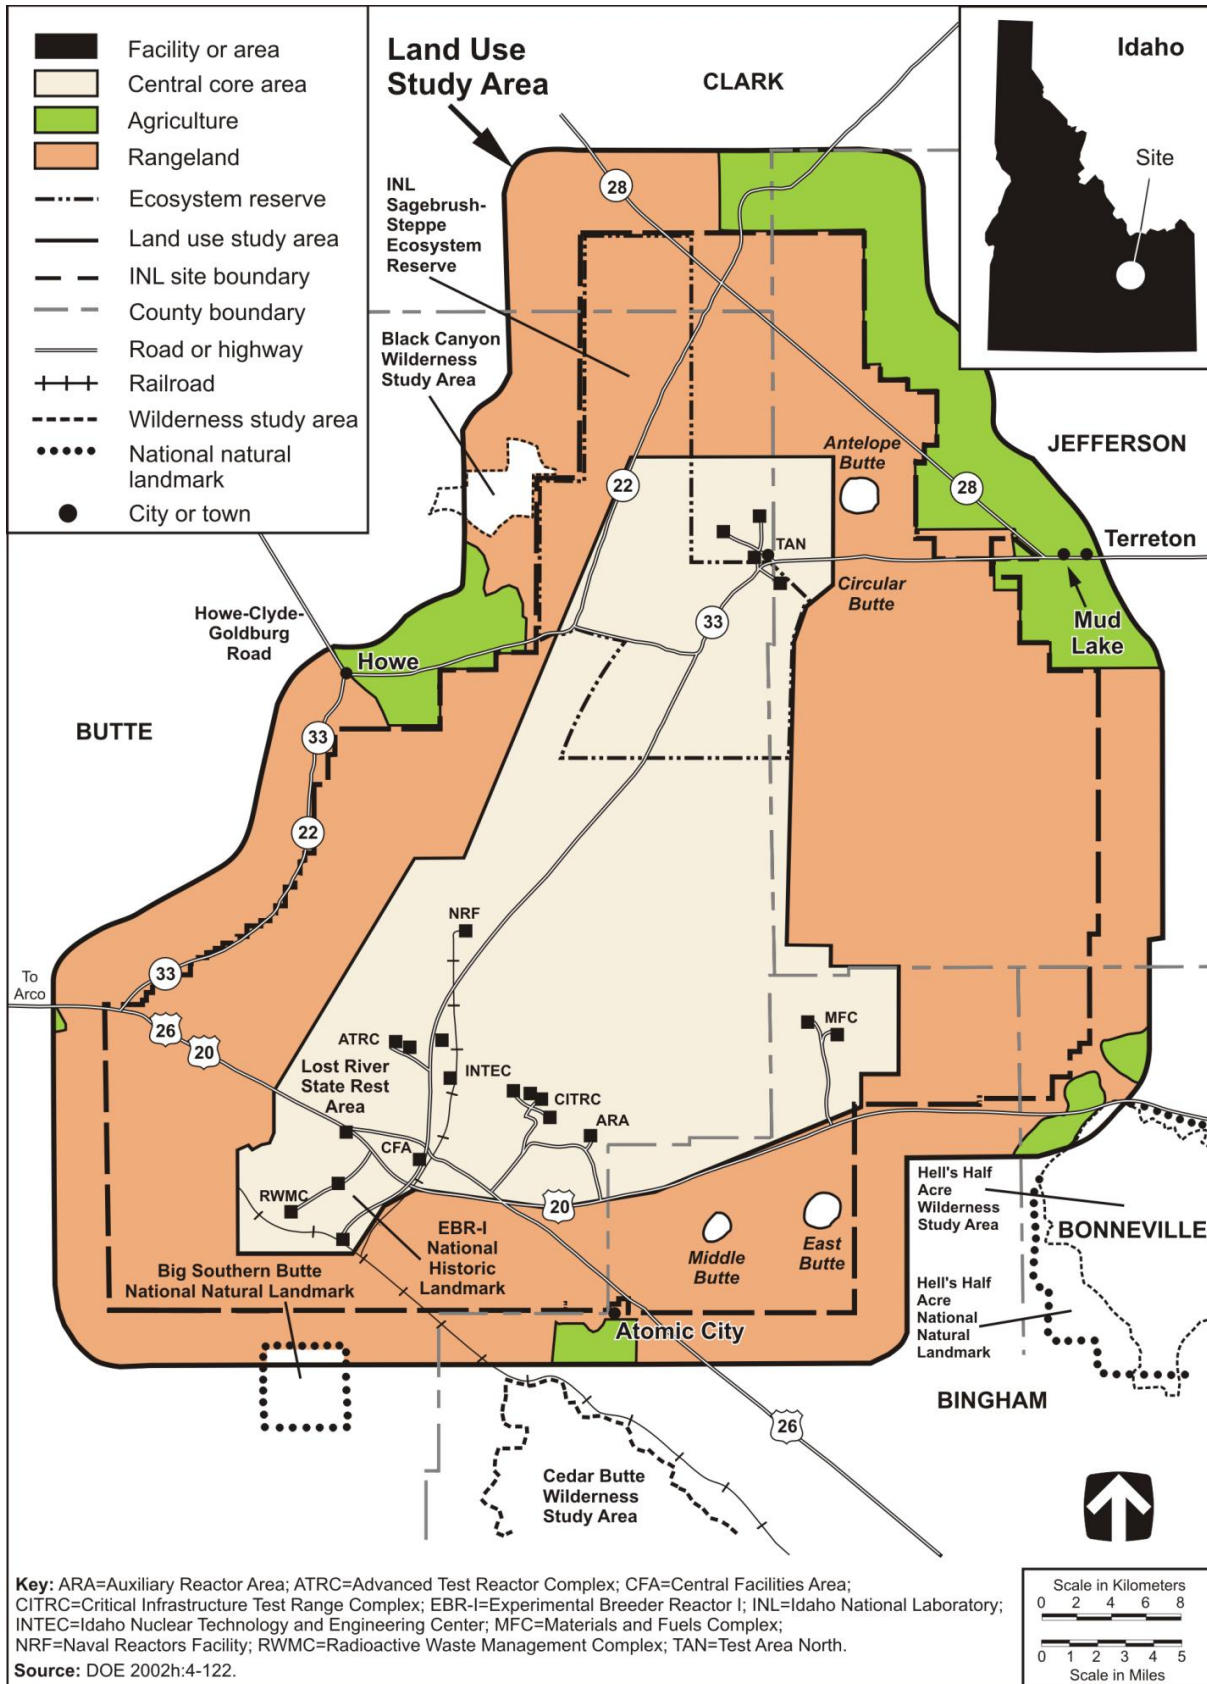 Facility or area
Central core area
Agriculture
Rangeland
Ecosystem reserve
Land use study area
INL site boundary
County boundary
Road or highway
Railroad
Wilderness study area
National natural
landmark
City or town
Land Use
Study Area
CLARK
Idaho
Site
28
INL
Sagebrush-
Steppe
Ecosystem
Reserve
Black Canyon
Wilderness
Study Area
Antelope
Butte
JEFFERSON
22
28
TAN
Terreton
Circular
Butte
Howe-Clyde-
Goldburg
Road
33
Mud
Lake
Howe
BUTTE
33
22
NRF
To
Arco
33
26
20
ATRC
MFC
Lost River
State Rest
Area
INTEC
CITRC
ARA
CFA
RWMC
20
Hell's Half
Acre
Wilderness
Study Area
EBR-I
National
Historic
Landmark
Middle
Butte
East
Butte
BONNEVILLE
Big Southern Butte
National Natural Landmark
Hell's Half
Acre
National
Natural
Landmark
Atomic City
BINGHAM
26
Cedar Butte
Wilderness
Study Area
Key: ARA=Auxiliary Reactor Area; ATRC=Advanced Test Reactor Complex; CFA=Central Facilities Area;
CITRC=Critical Infrastructure Test Range Complex; EBR-I=Experimental Breeder Reactor I; INL=Idaho National Laboratory;
INTEC=Idaho Nuclear Technology and Engineering Center; MFC=Materials and Fuels Complex;
NRF=Naval Reactors Facility; RWMC=Radioactive Waste Management Complex; TAN=Test Area North.
Source: DOE 2002h:4-122.
Scale in Kilometers
0 2 4 6 8
0 1 2 3 4 5
Scale in Miles